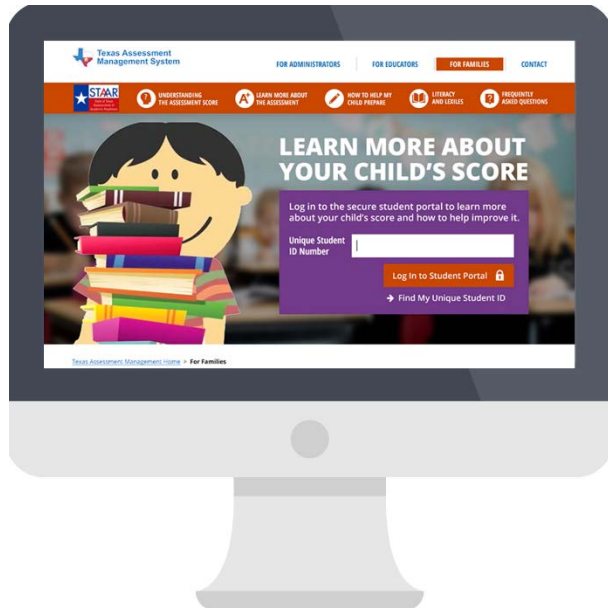 Texas Assessment
Management System
FOR ADMINISTRATORS
FOR EDUCATORS
FOR FAMILIES
CONTACT
STAAR
UNDERSTANDING
THE ASSESSMENT SCORE
A+
LEARN MORE ABOUT
THE ASSESSMENT
HOW TO HELP MY
CHILD PREPARE
LITERACY
AND LEXILES
FREQUENTLY
ASKED QUESTIONS
LEARN MORE ABOUT
YOUR CHILD'S SCORE
Log in to the secure student portal to learn more
about your child's score and how to help improve it.
Unique Student
ID Number
Log In to Student Portal
→ Find My Unique Student ID
Texas Assessment Management Home > For Families